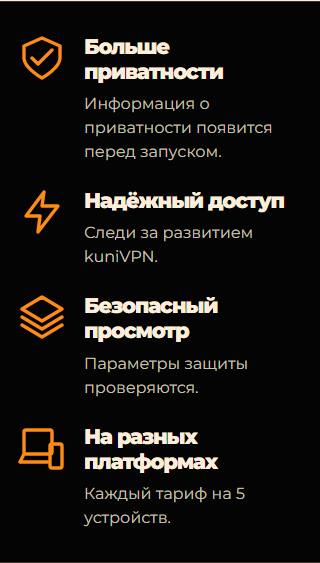 Больше
приватности
Информация о
приватности появится
перед запуском.
Надёжный доступ
Следи за развитием
kuniVPN.
Безопасный
просмотр
Параметры защиты
проверяются.
На разных
платформах
Каждый тариф на 5
устройств.